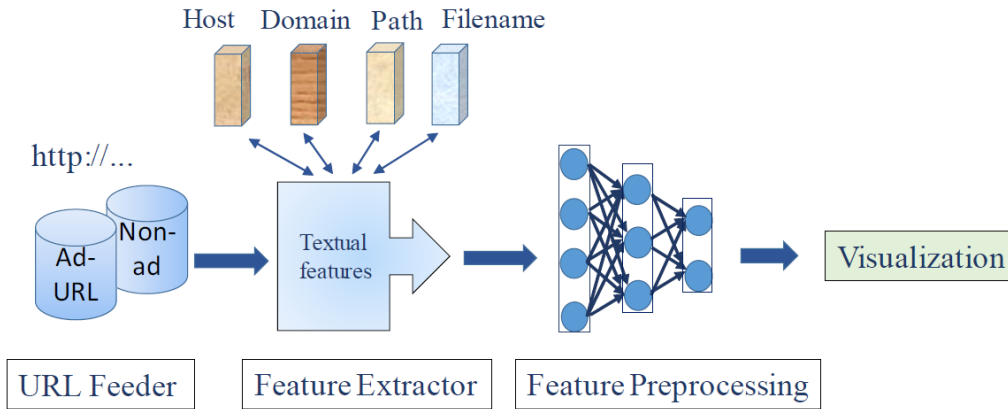 Host Domain Path Filename
http://...
Ad-
URL
Non-
ad
Textual
features
Visualization
URL Feeder
Feature Extractor
Feature Preprocessing